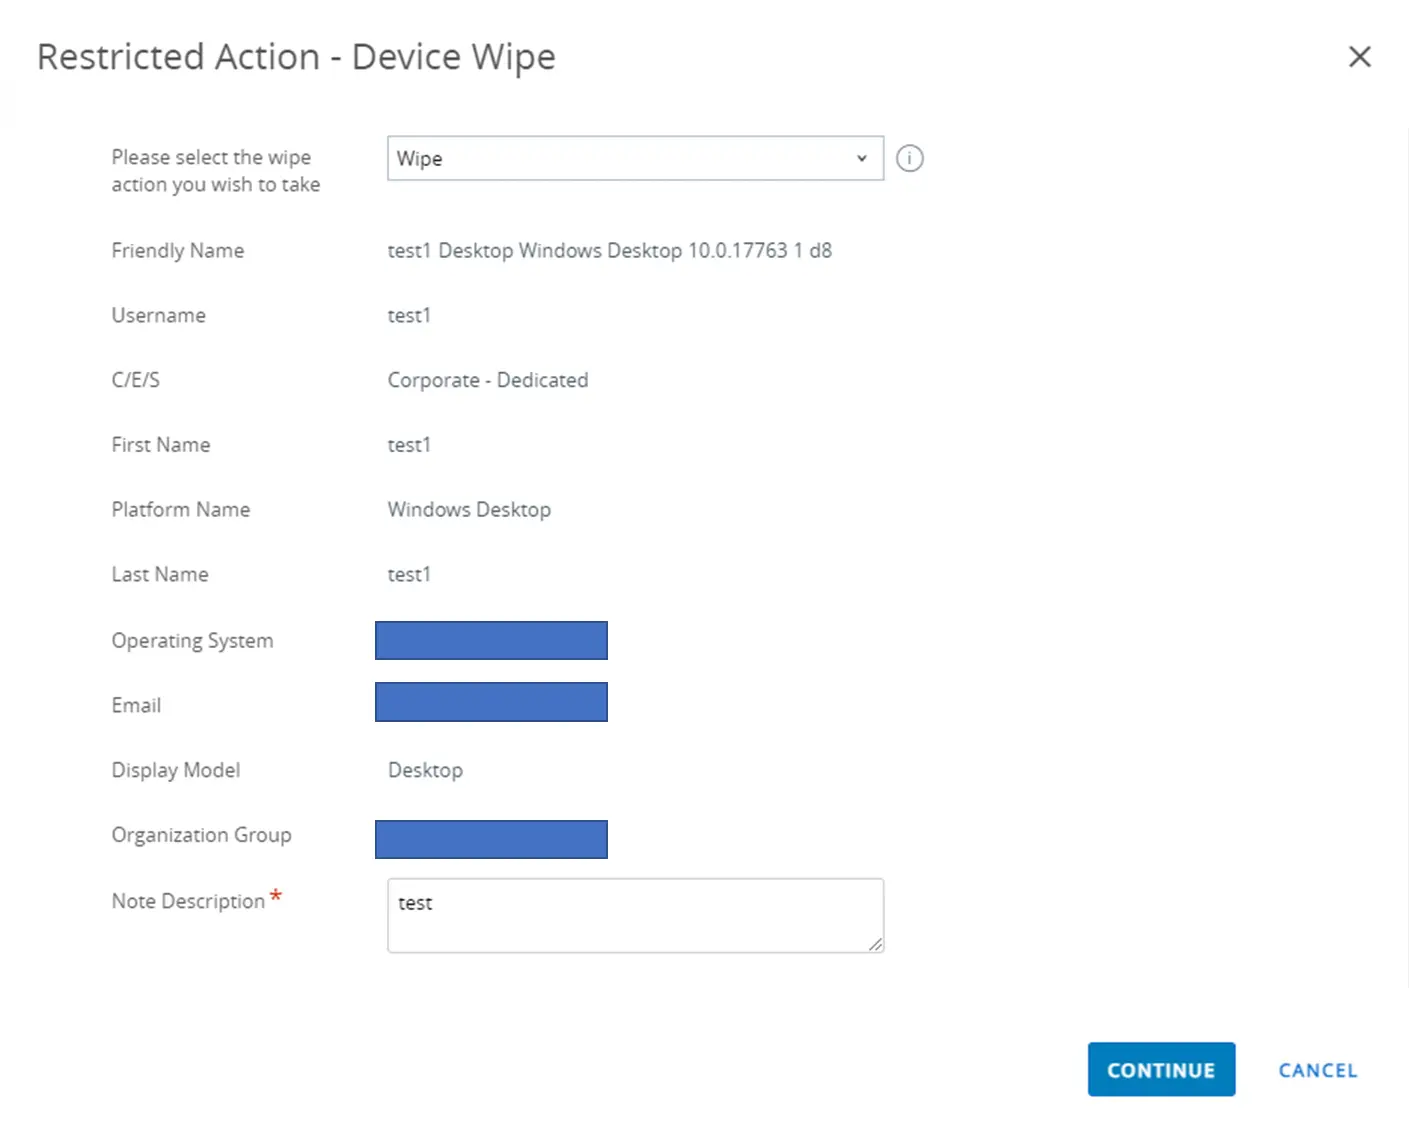 Restricted Action - Device Wipe
Please select the wipe
action you wish to take
Wipe
Friendly Name
test1 Desktop Windows Desktop 10.0.17763 1 d8
Username
test1
C/E/S
Corporate - Dedicated
First Name
test1
Platform Name
Windows Desktop
Last Name
test1
Operating System
Email
Display Model
Desktop
Organization Group
Note Description *
test
CONTINUE
CANCEL